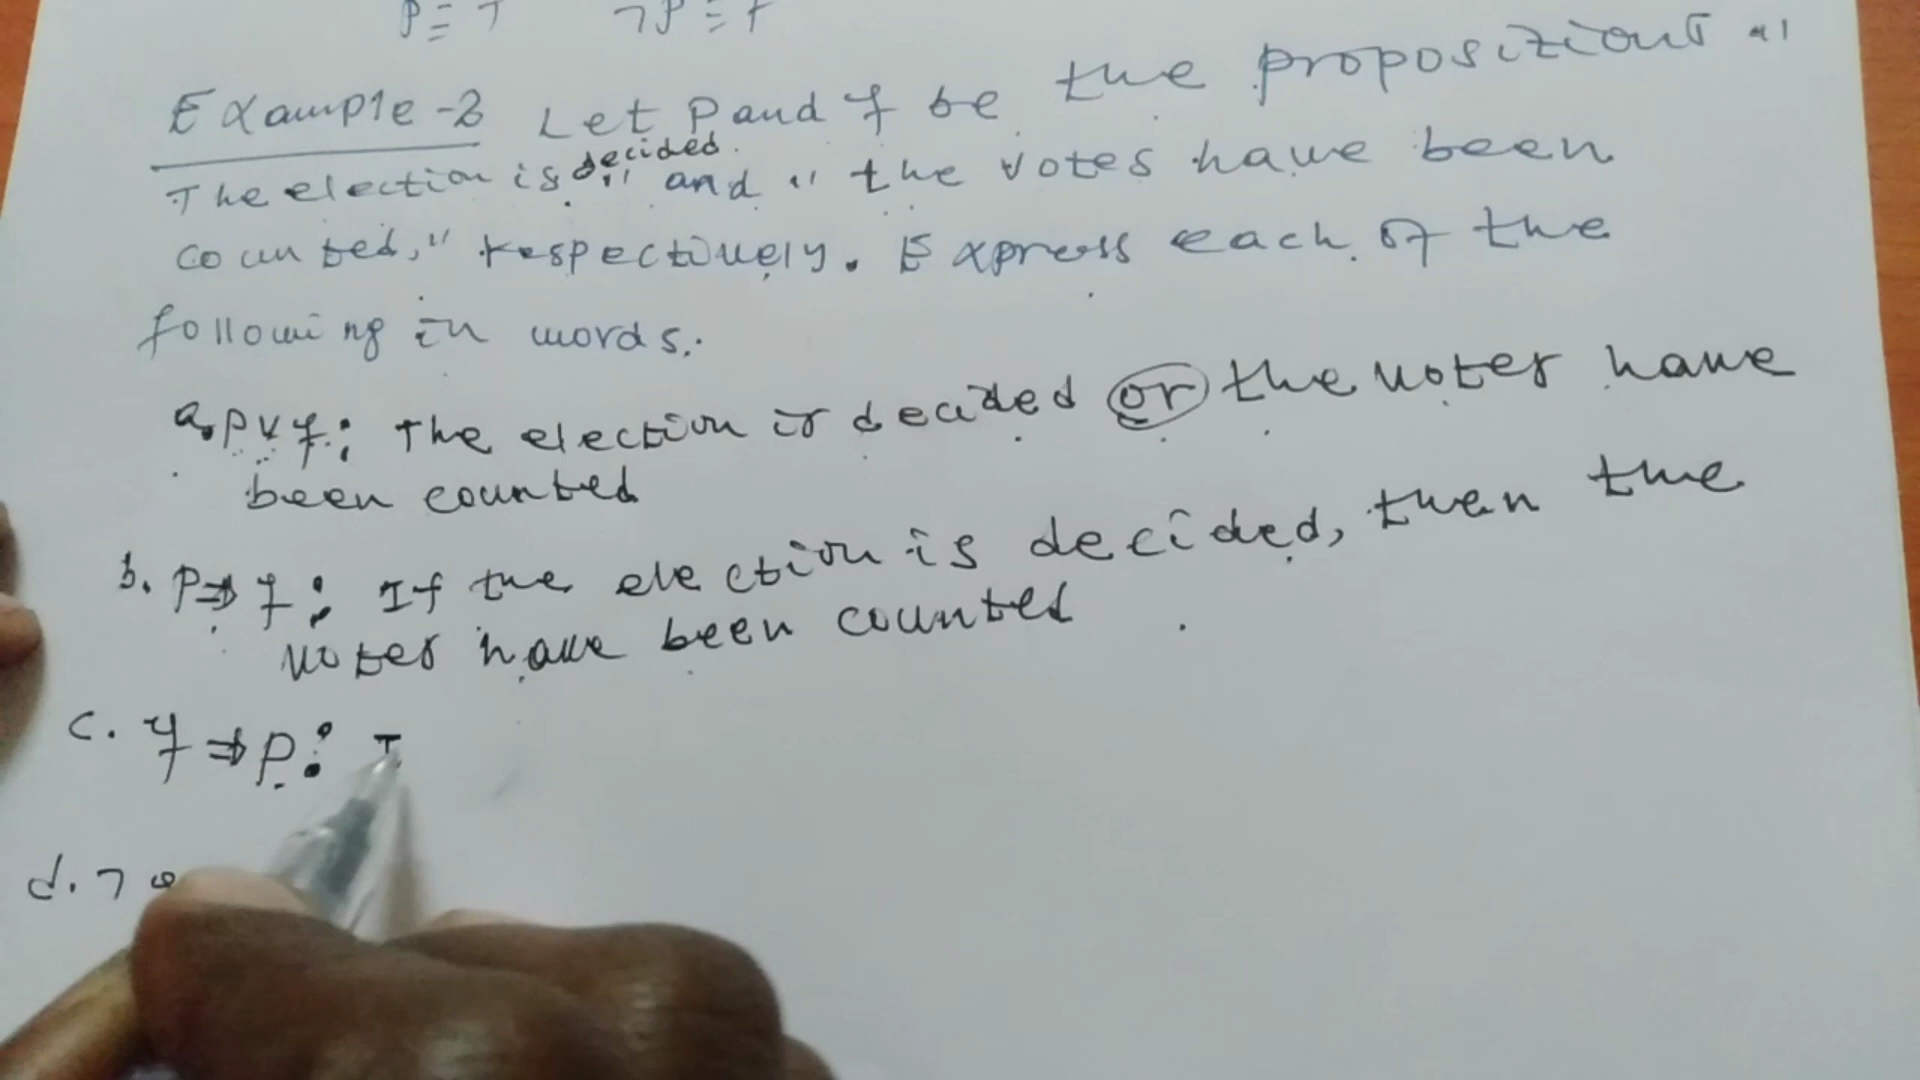 P ≡ T ¬P ≡ F
Example-2 Let P and q be the propositions "
The election is decided" and "the votes have been
counted," respectively. Express each of the
following in words.
a. p ∨ q: The election is decided or the votes have
been counted
b. p ⇒ q: If the election is decided, then the
votes have been counted
c. q ⇒ p: I
d. ¬